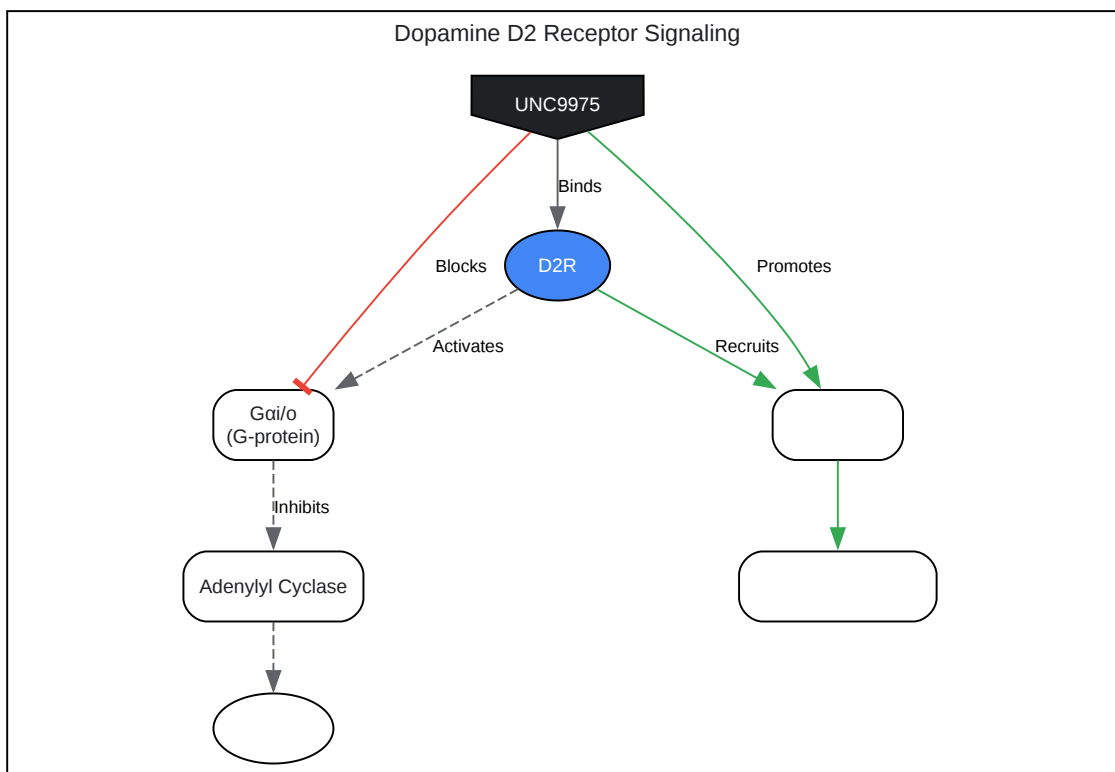 Dopamine D2 Receptor Signaling
UNC9975
Binds
Blocks
D2R
Promotes
Activates
Recruits
Gαi/o
(G-protein)
Inhibits
Adenylyl Cyclase